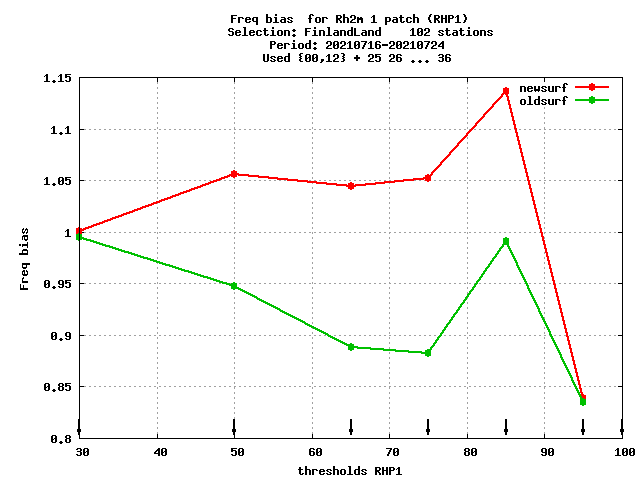 Freq bias  for Rh2m 1 patch (RHP1)
Selection: FinlandLand    102 stations
Period: 20210716-20210724
Used {00,12} + 25 26 ... 36
newsurf
oldsurf
1.15
1.1
1.05
1
0.95
0.9
0.85
0.8
Freq bias
30 40 50 60 70 80 90 100
thresholds RHP1